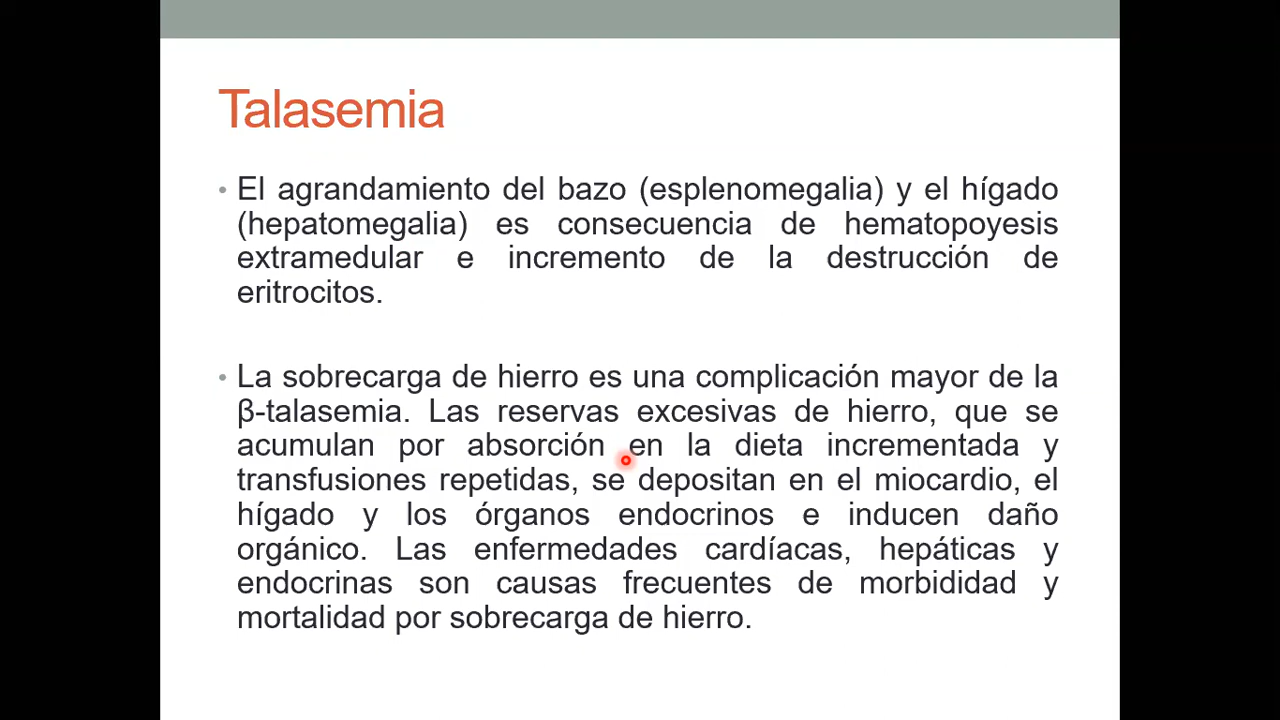 Talasemia
• El agrandamiento del bazo (esplenomegalia) y el hígado
(hepatomegalia) es consecuencia de hematopoyesis
extramedular e incremento de la destrucción de
eritrocitos.
• La sobrecarga de hierro es una complicación mayor de la
β-talasemia. Las reservas excesivas de hierro, que se
acumulan por absorción en la dieta incrementada y
transfusiones repetidas, se depositan en el miocardio, el
hígado y los órganos endocrinos e inducen daño
orgánico. Las enfermedades cardíacas, hepáticas y
endocrinas son causas frecuentes de morbididad y
mortalidad por sobrecarga de hierro.